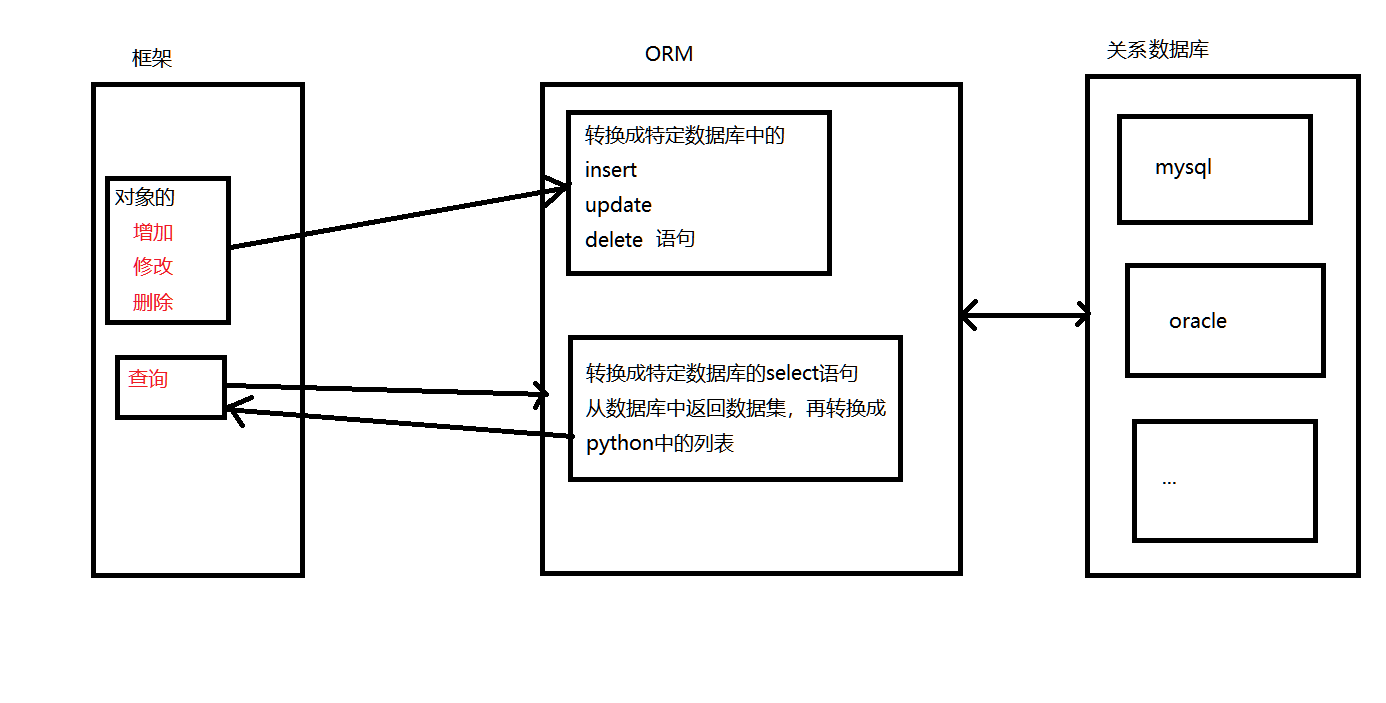 框架
对象的
增加
修改
删除
查询
ORM
转换成特定数据库中的
insert
update
delete 语句
转换成特定数据库的select语句
从数据库中返回数据集，再转换成
python中的列表
关系数据库
mysql
oracle
...